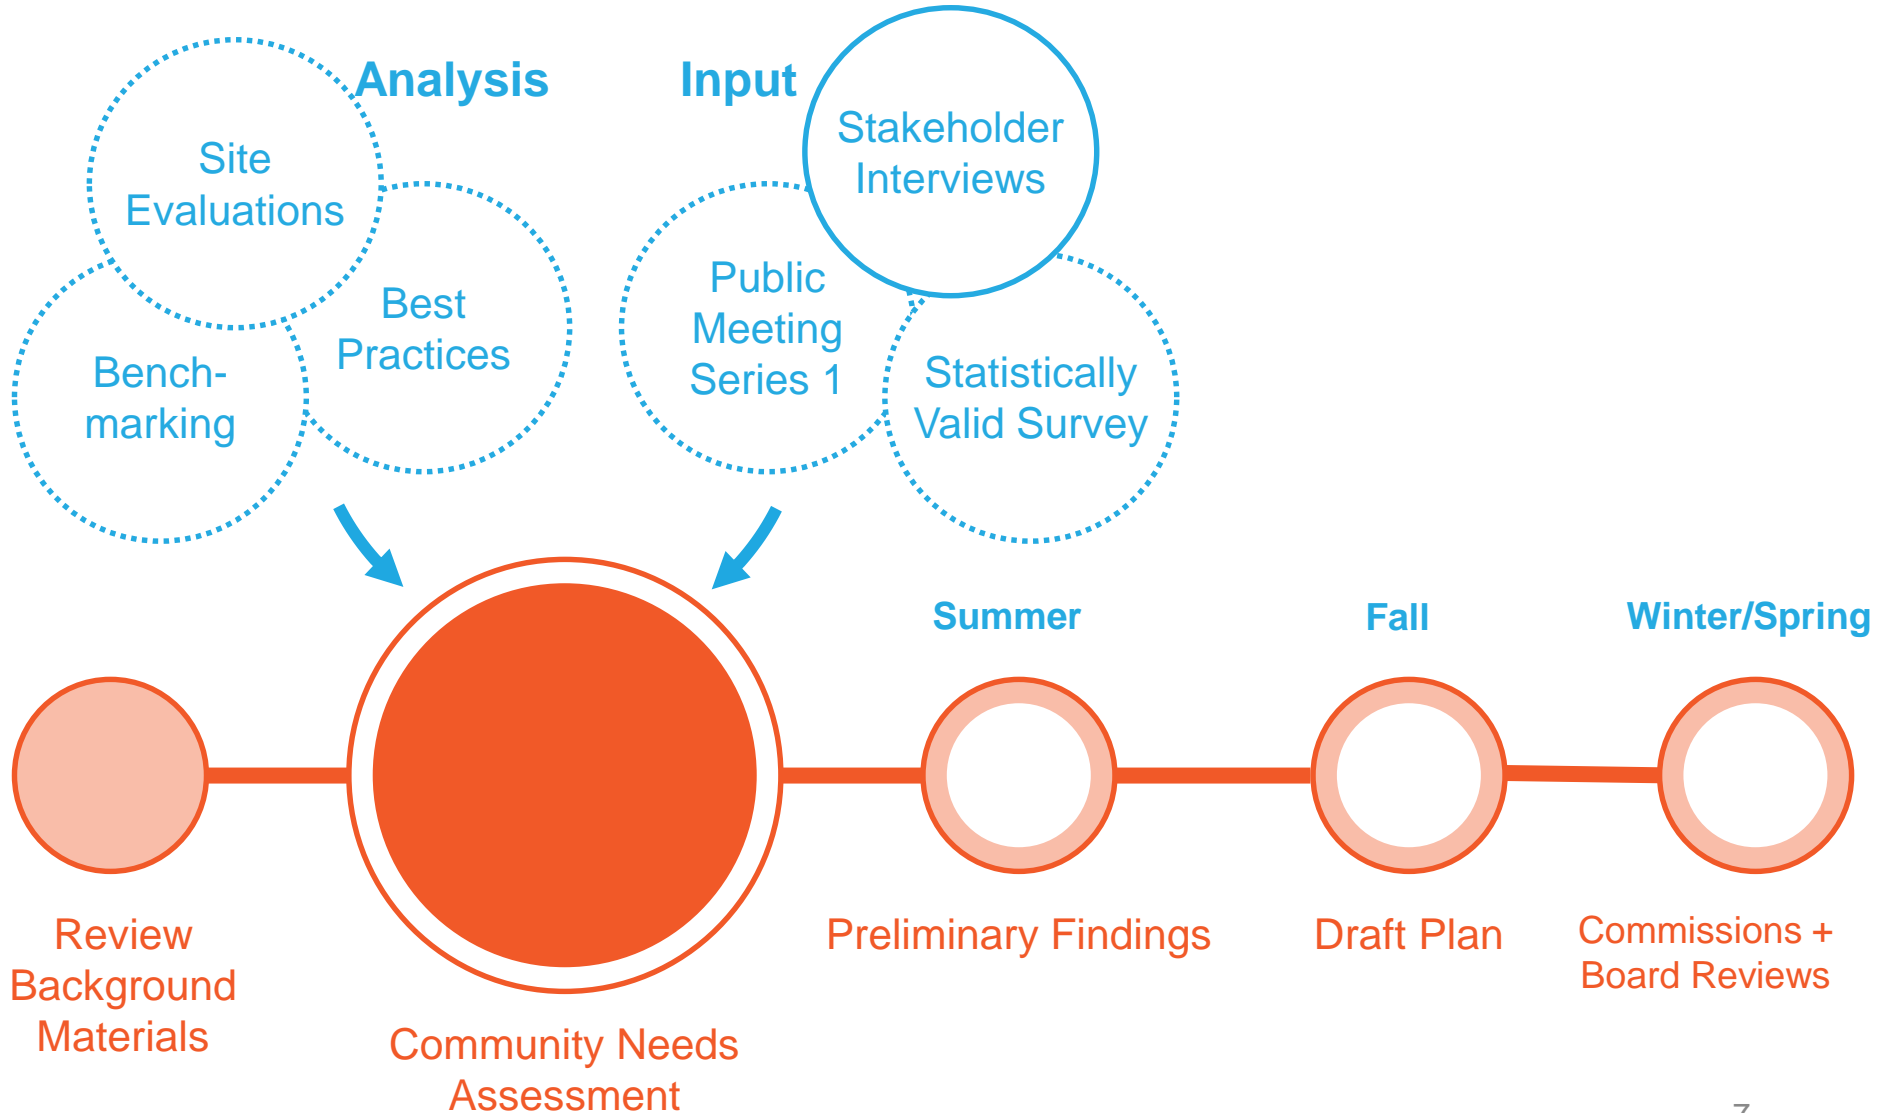 Analysis
Input
Site
Evaluations
Best
Practices
Bench-
marking
Stakeholder
Interviews
Public
Meeting
Series 1
Statistically
Valid Survey
Summer
Fall
Winter/Spring
Review
Background
Materials
Community Needs
Assessment
Preliminary Findings
Draft Plan
Commissions +
Board Reviews